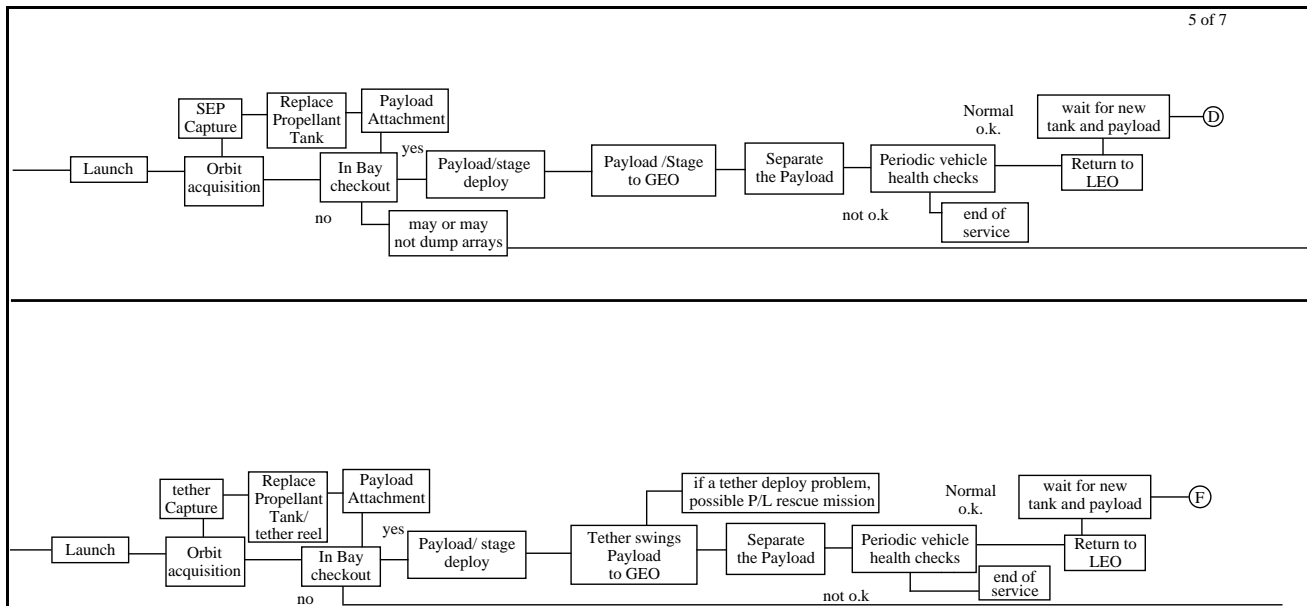 5 of 7
SEP
Capture
Replace
Propellant
Tank
Payload
Attachment
Normal
o.k.
wait for new
tank and payload
D
Launch
Orbit
acquisition
In Bay
checkout
yes
Payload/stage
deploy
Payload /Stage
to GEO
Separate
the Payload
Periodic vehicle
health checks
Return to
LEO
no
may or may
not dump arrays
not o.k
end of
service
tether
Capture
Replace
Propellant
Tank/
tether reel
Payload
Attachment
if a tether deploy problem,
possible P/L rescue mission
Normal
o.k.
wait for new
tank and payload
F
Launch
Orbit
acquisition
In Bay
checkout
yes
Payload/ stage
deploy
Tether swings
Payload
to GEO
Separate
the Payload
Periodic vehicle
health checks
Return to
LEO
no
not o.k
end of
service